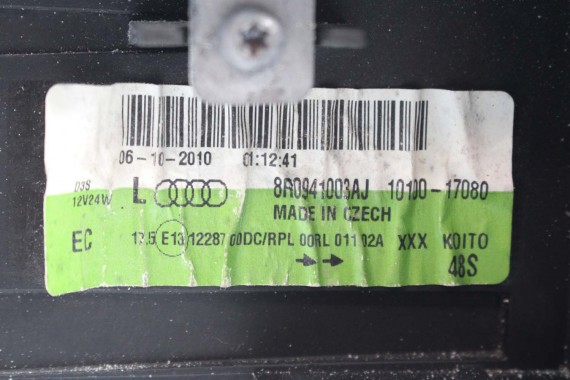 06-10-2010 01:12:41
D3S
12V24W
L 8R0941003AJ 10100-17080
MADE IN CZECH
EC 12.5 E13 12287 00DC/RPL 00RL 011 02A XXX KOITO
48S